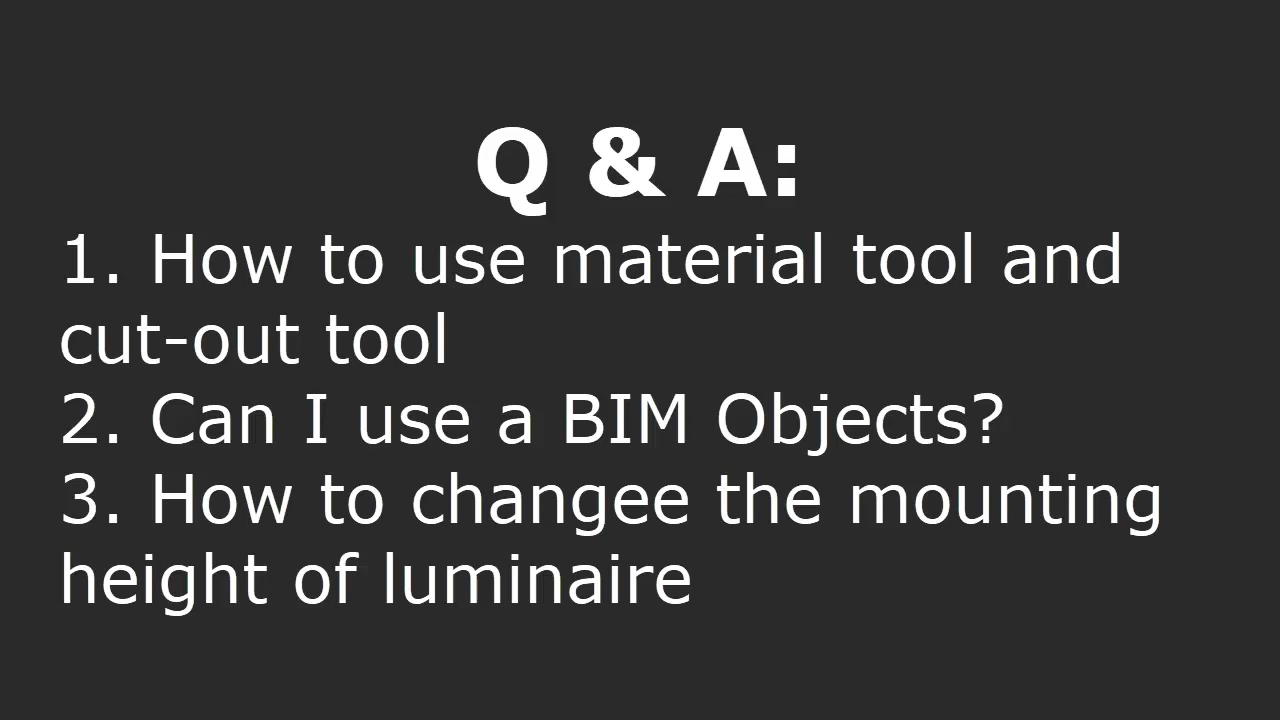 Q & A:
1. How to use material tool and
cut-out tool
2. Can I use a BIM Objects?
3. How to changee the mounting
height of luminaire